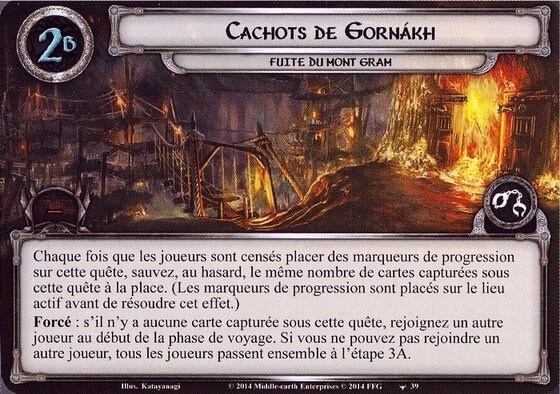 2B
CACHOTS DE GORNÁKH
FUITE DU MONT GRAM
Chaque fois que les joueurs sont censés placer des marqueurs de progression
sur cette quête, sauvez, au hasard, le même nombre de cartes capturées sous
cette quête à la place. (Les marqueurs de progression sont placés sur le lieu
actif avant de résoudre cet effet.)
Forcé : s'il n'y a aucune carte capturée sous cette quête, rejoignez un autre
joueur au début de la phase de voyage. Si vous ne pouvez pas rejoindre un
autre joueur, tous les joueurs passent ensemble à l'étape 3A.
Illus. Katayanagi © 2014 Middle-earth Enterprises © 2014 FFG 39